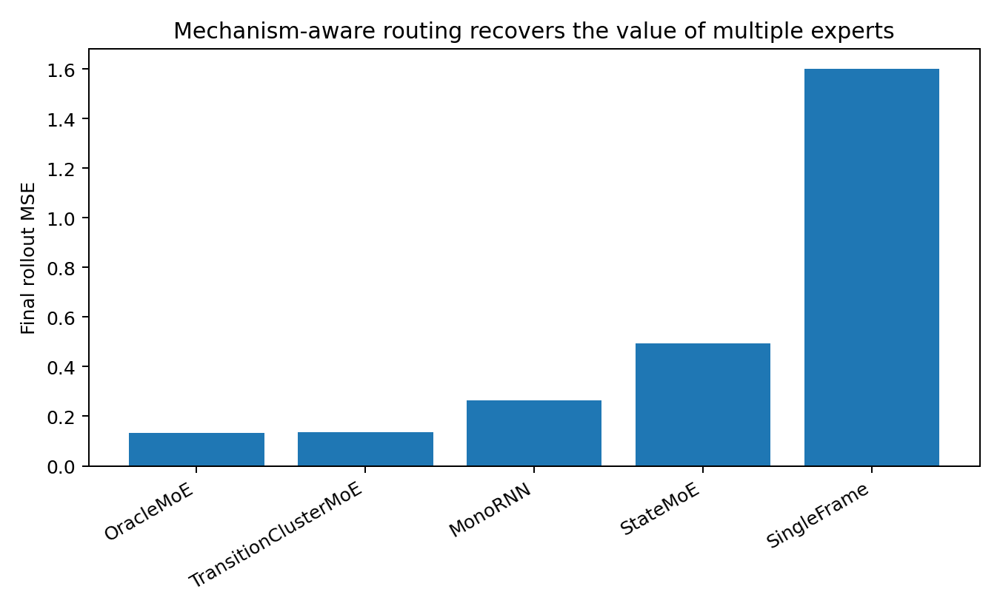 Mechanism-aware routing recovers the value of multiple experts
Final rollout MSE
1.6
1.4
1.2
1.0
0.8
0.6
0.4
0.2
0.0
OracleMoE
TransitionClusterMoE
MonoRNN
StateMoE
SingleFrame